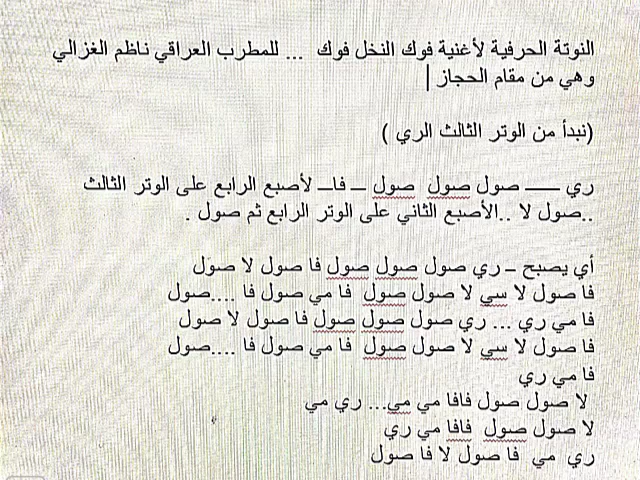 النوتة الحرفية لأغنية فوك النخل فوك ... للمطرب العراقي ناظم الغزالي
وهي من مقام الحجاز
(نبدأ من الوتر الثالث الري )
ري ـــــ صول صول صول ــ فاــ لأصبع الرابع على الوتر الثالث
..صول لا ..الأصبع الثاني على الوتر الرابع ثم صول .
أي يصبح – ري صول صول صول فا صول لا صول
فا صول لا سي لا صول صول فا مي صول فا ....صول
فا مي ري ... ري صول صول صول فا صول لا صول
فا صول لا سي لا صول صول فا مي صول فا ....صول
فا مي ري
لا صول صول فافا مي مي... ري مي
لا صول صول فافا مي ري
ري مي فا صول لا فا صول